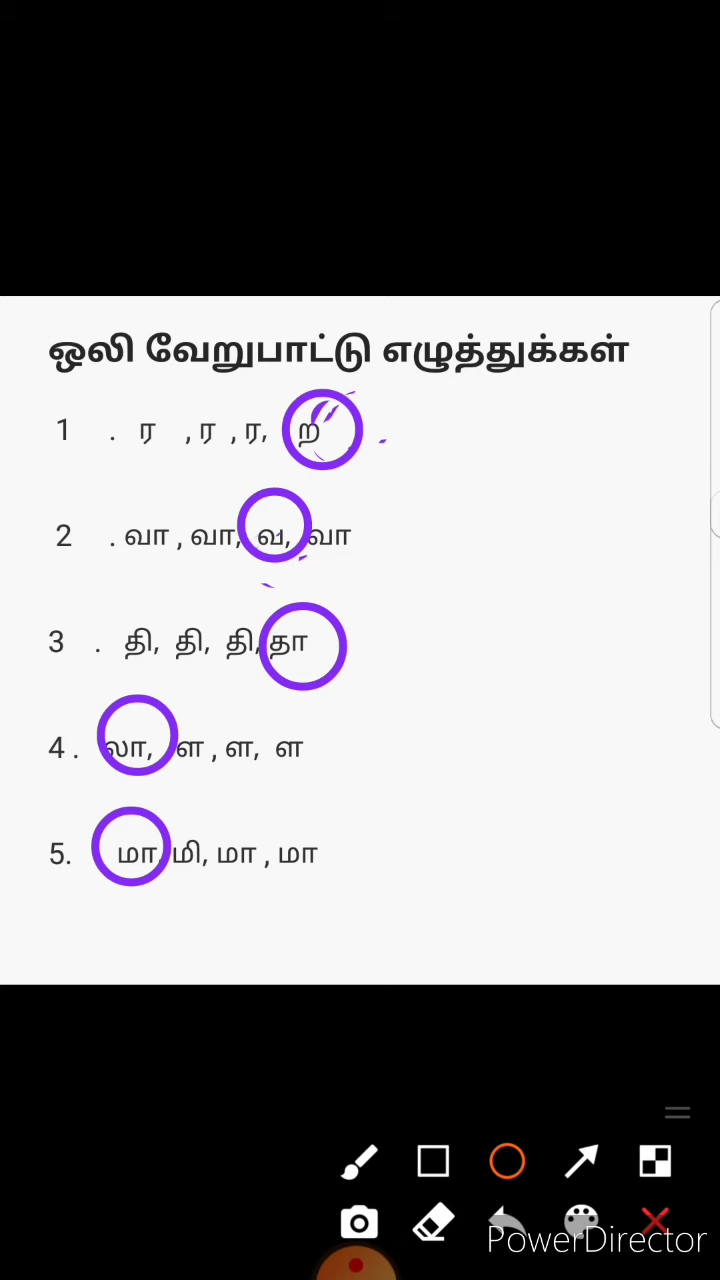 ஒலி வேறுபாட்டு எழுத்துக்கள்
1 . ர , ர , ர, ற
2 . வா , வா, வ, வா
3 . தி, தி, தி, தா
4 . லா, ள , ள, ள
5. மா, மி, மா , மா
PowerDirector